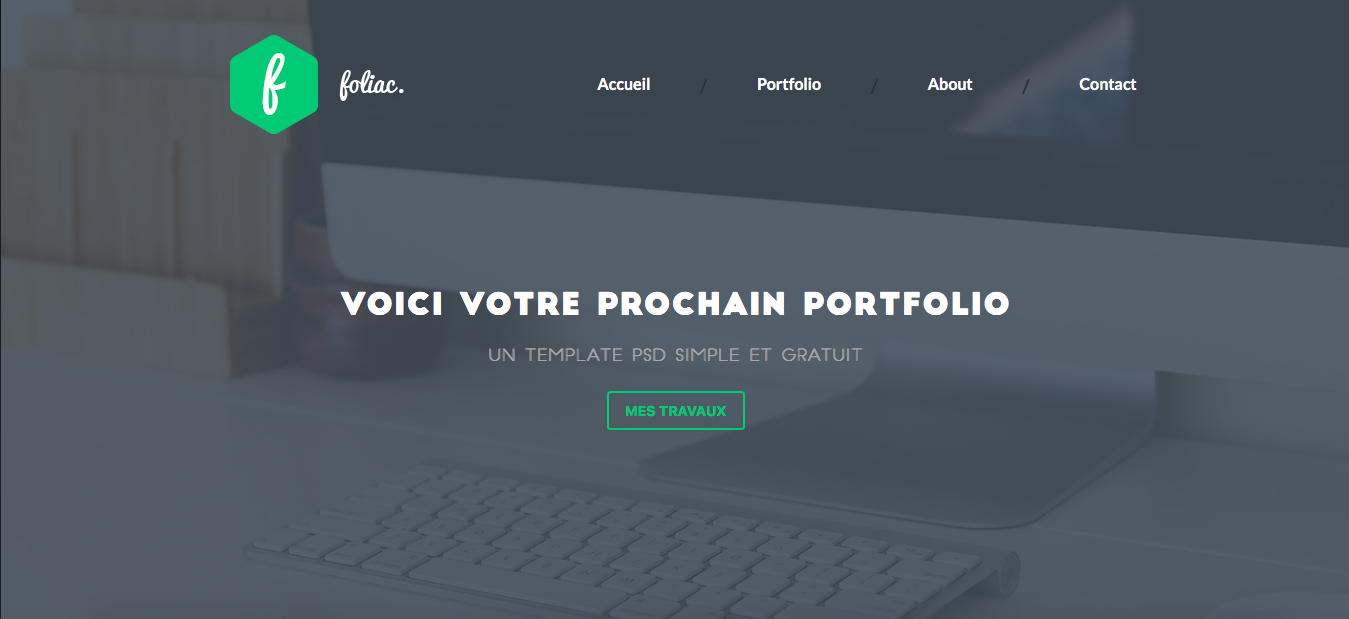 f
foliac.
Accueil / Portfolio / About / Contact
VOICI VOTRE PROCHAIN PORTFOLIO
UN TEMPLATE PSD SIMPLE ET GRATUIT
MES TRAVAUX